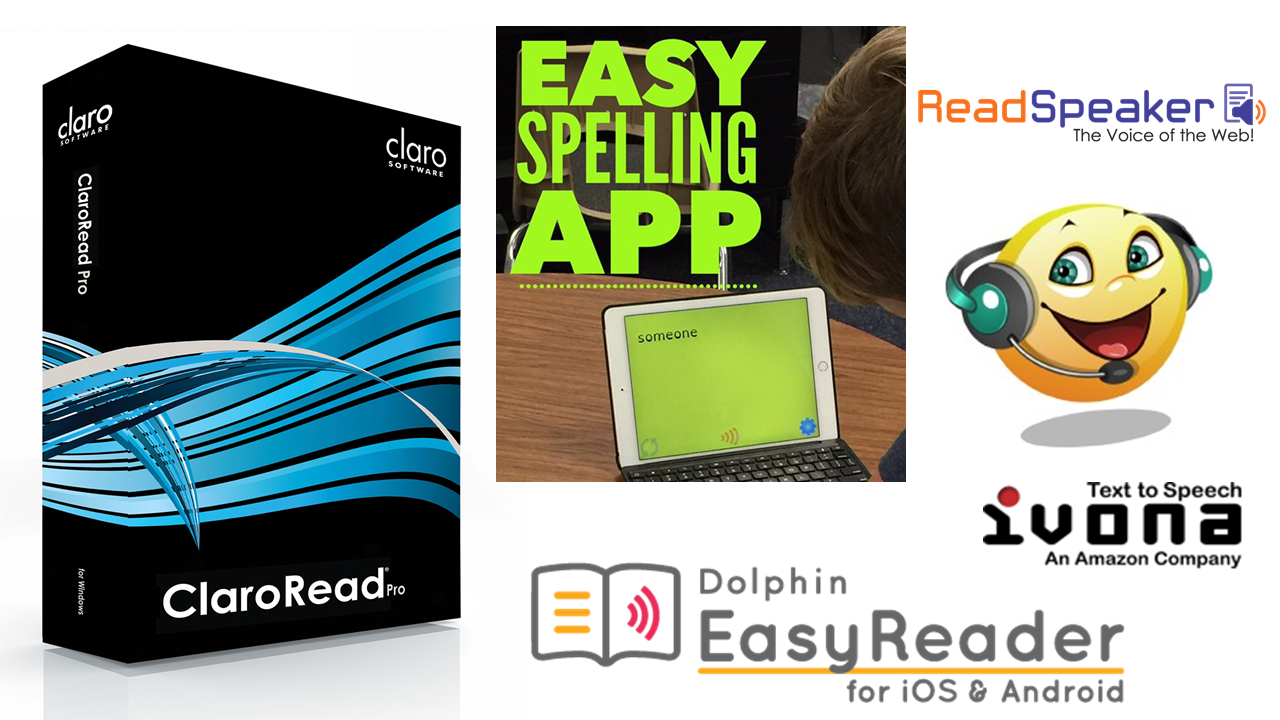 claro
SOFTWARE
ClaroRead Pro
for Windows
claro
SOFTWARE
ClaroRead® Pro
EASY
SPELLING
APP
someone
ReadSpeaker
The Voice of the Web!
Text to Speech
ivona
An Amazon Company
Dolphin
EasyReader
for iOS & Android